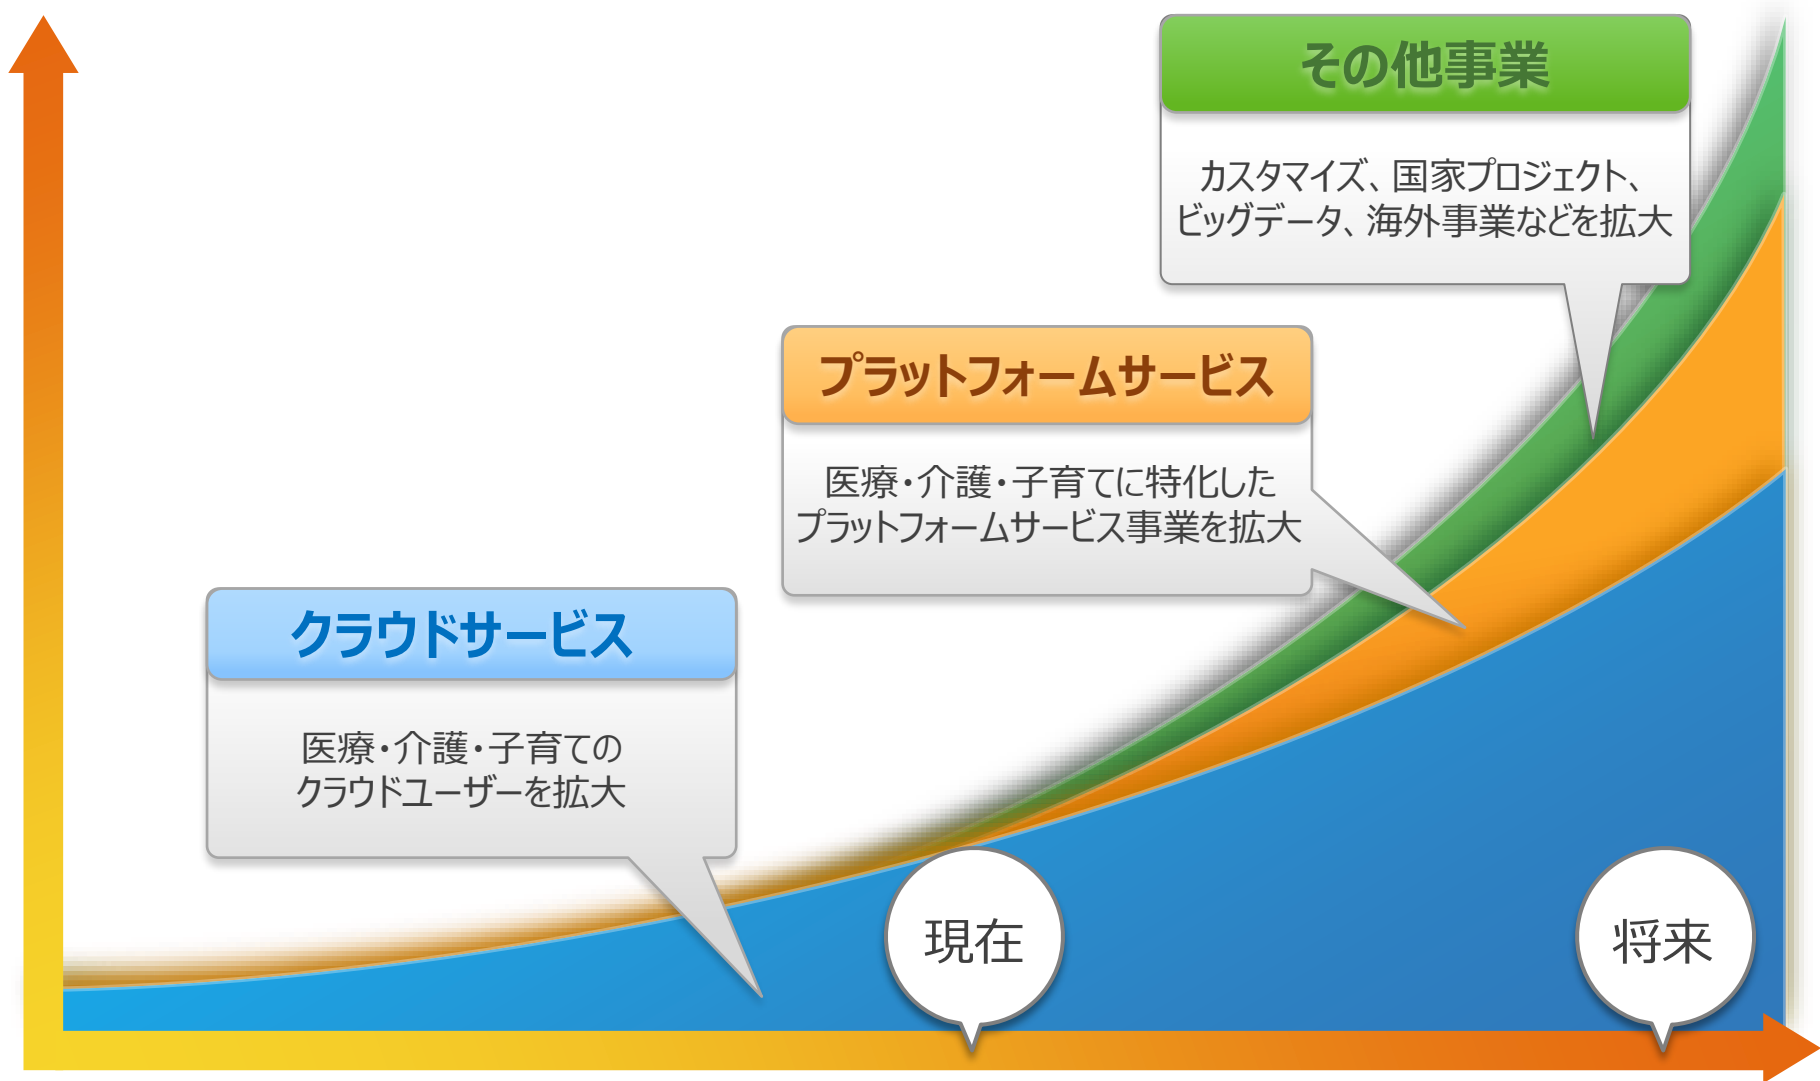 その他事業
カスタマイズ、国家プロジェクト、
ビッグデータ、海外事業などを拡大
プラットフォームサービス
医療・介護・子育てに特化した
プラットフォームサービス事業を拡大
クラウドサービス
医療・介護・子育ての
クラウドユーザーを拡大
現在
将来